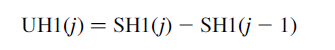 UH1(j) = SH1(j) − SH1(j − 1)